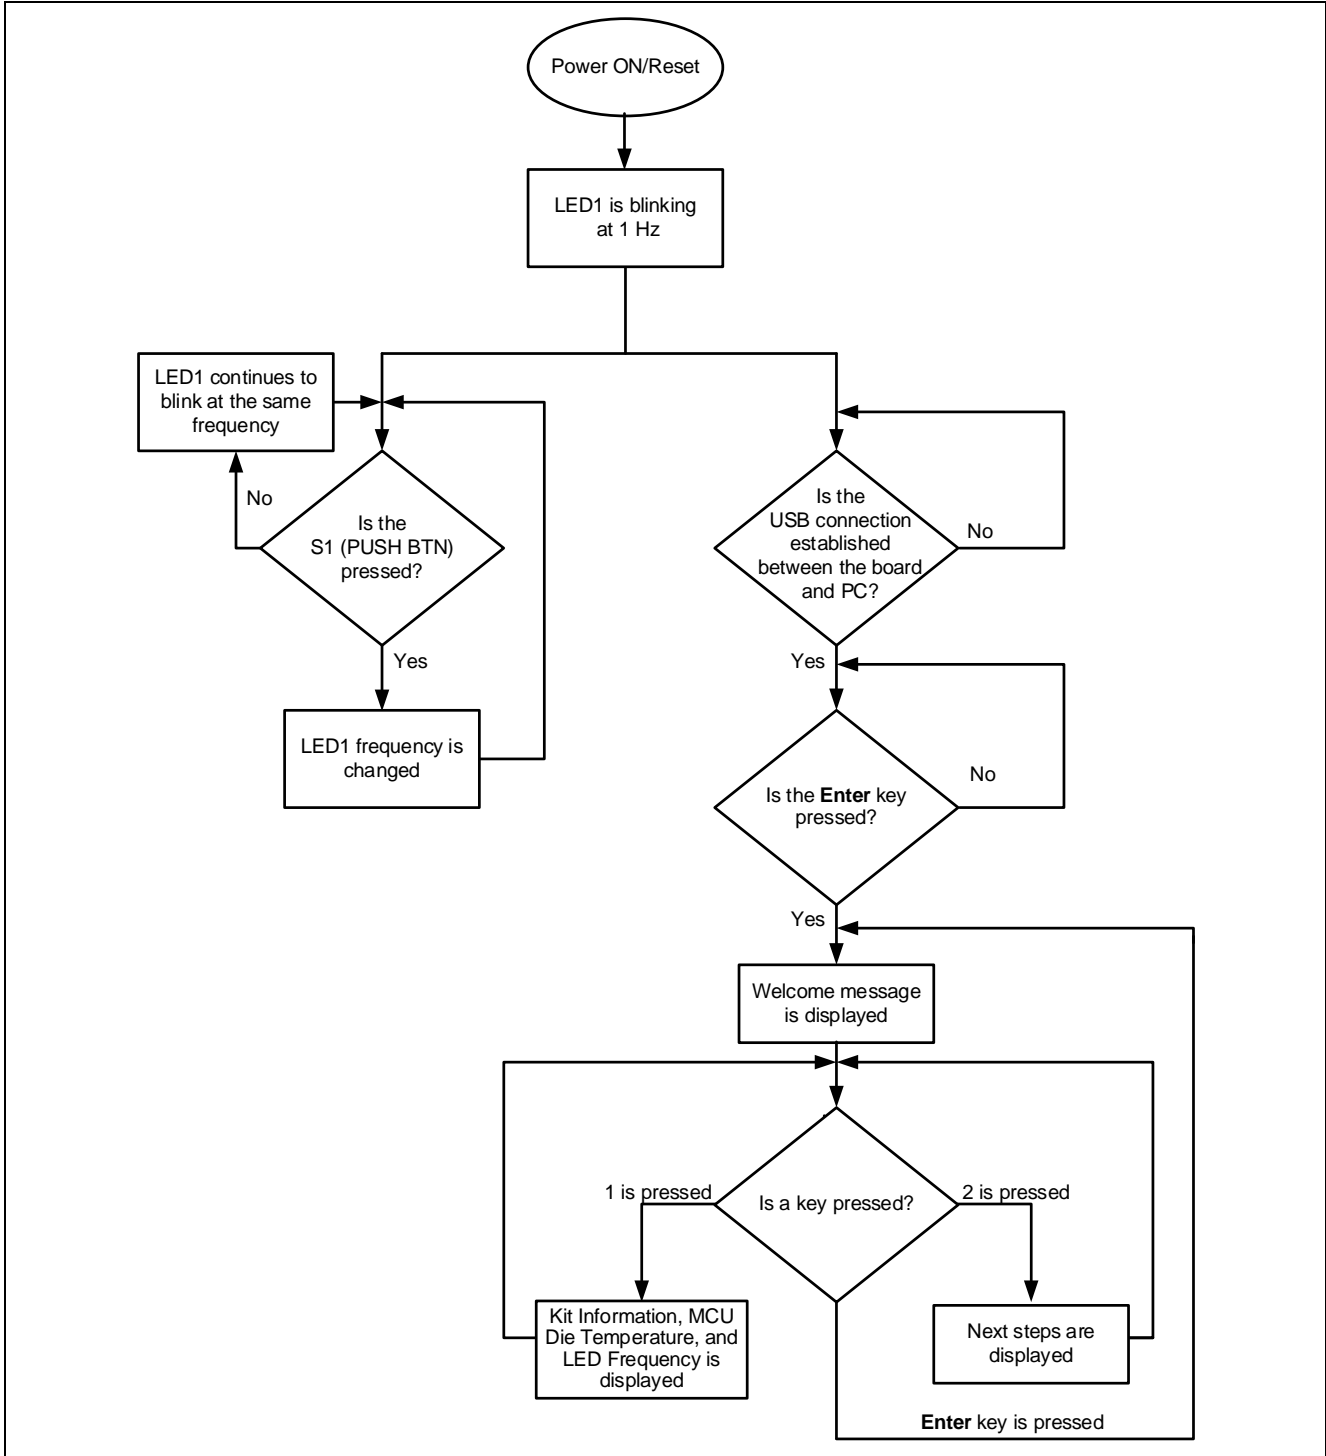 Power ON/Reset
LED1 is blinking
at 1 Hz
LED1 continues to
blink at the same
frequency
No
Is the
S1 (PUSH BTN)
pressed?
Yes
LED1 frequency is
changed
Is the
USB connection
established
between the board
and PC?
No
Yes
Is the Enter key
pressed?
No
Yes
Welcome message
is displayed
1 is pressed
Is a key pressed?
2 is pressed
Kit Information, MCU
Die Temperature, and
LED Frequency is
displayed
Next steps are
displayed
Enter key is pressed